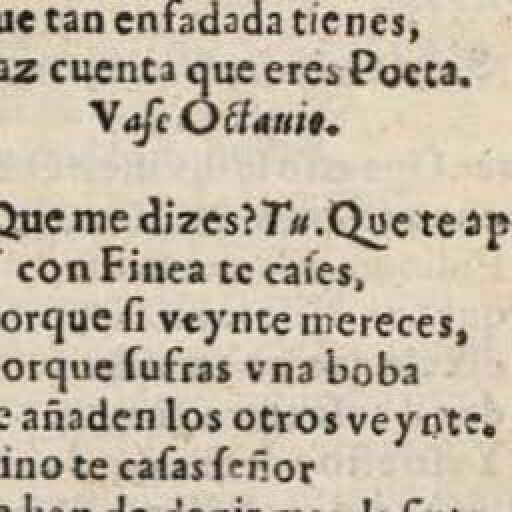 ue tan enfadada tienes,
az cuenta que eres Poeta.
Vaſe Octauio.
Que me dizes? Tu. Que te ap
con Finea te caſes,
orque ſi veynte mereces,
orque ſufras vna boba
e añaden los otros veynte.
ino te caſas ſeñor